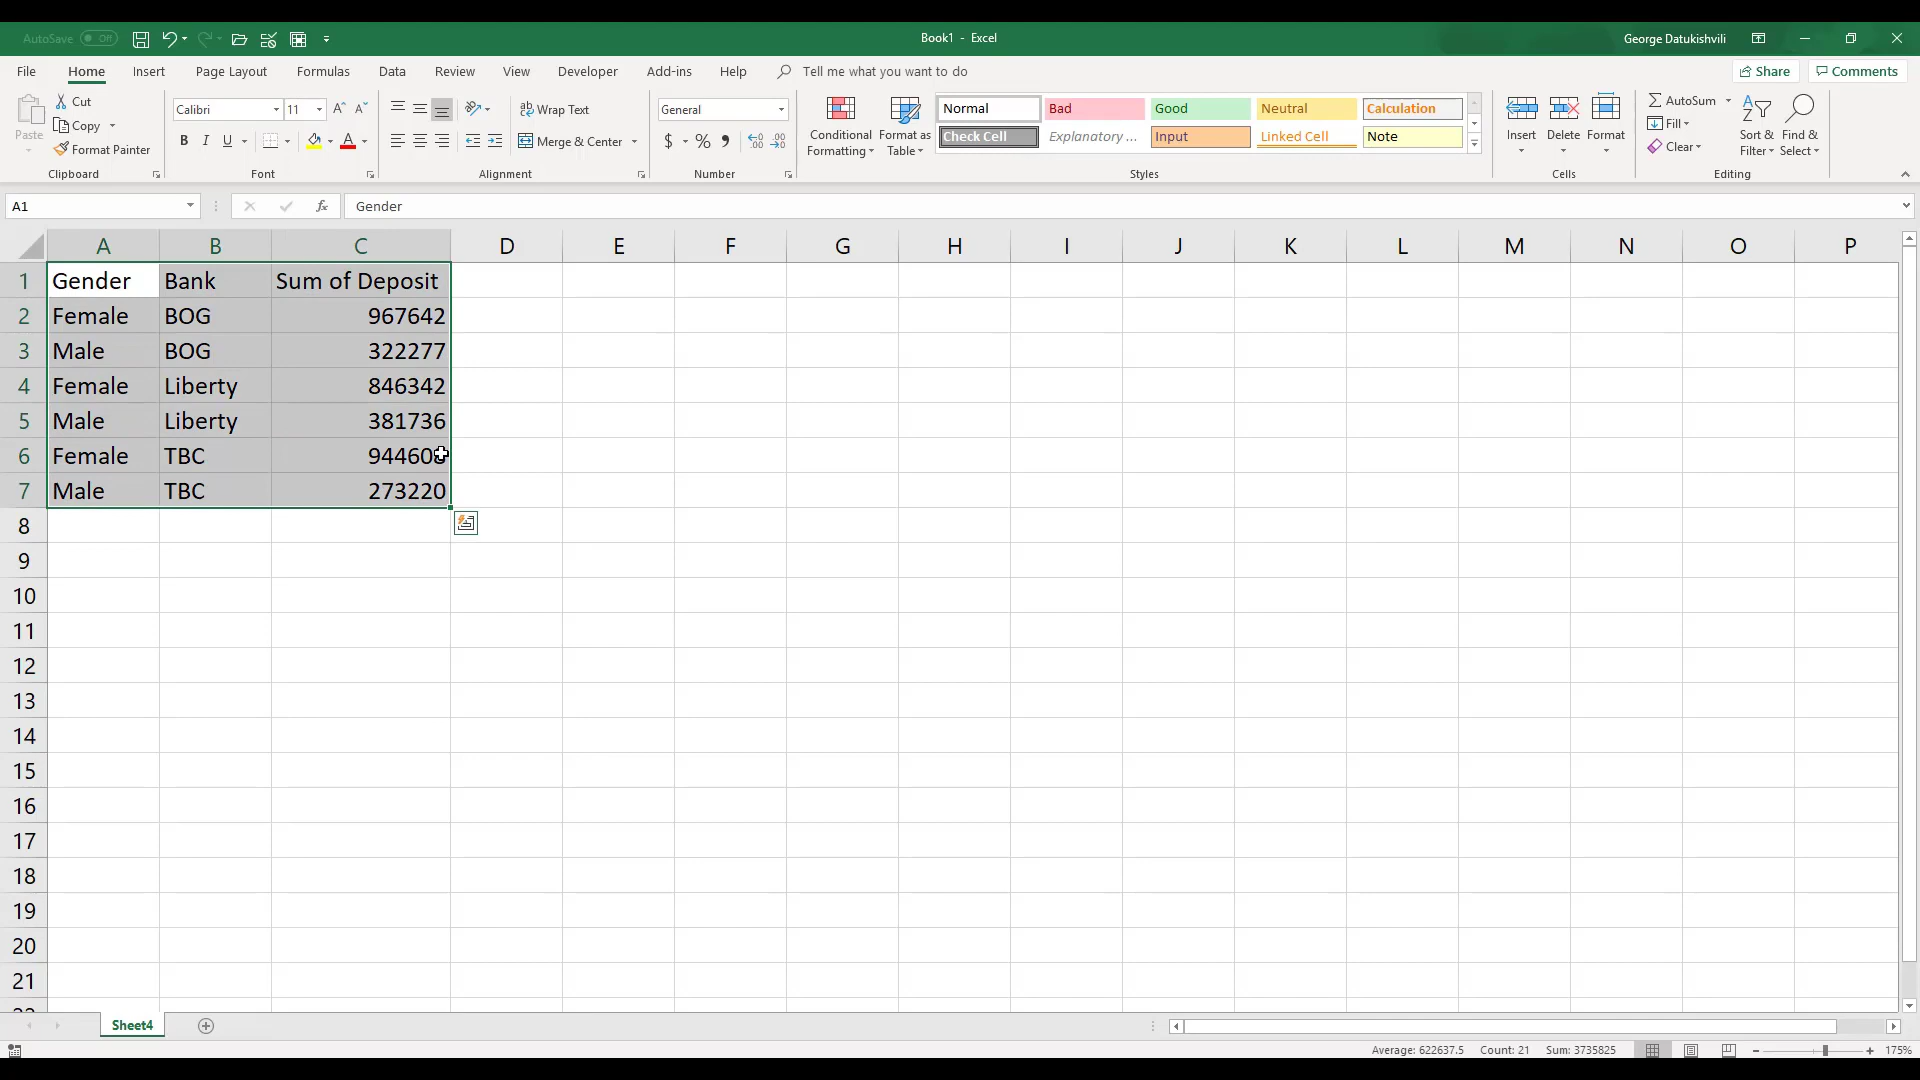 AutoSave Off
Book1 - Excel
George Datukishvili
File Home Insert Page Layout Formulas Data Review View Developer Add-ins Help Tell me what you want to do Share Comments
Paste
Cut
Copy
Format Painter
Clipboard
Calibri 11
B I U
Font
Wrap Text
Merge & Center
Alignment
General
$ %
Number
Conditional Formatting
Format as Table
Normal Bad Good Neutral Calculation
Check Cell Explanatory ... Input Linked Cell Note
Styles
Insert Delete Format
Cells
AutoSum
Fill
Clear
Sort & Filter
Find & Select
Editing
A1 fx Gender
A B C D E F G H I J K L M N O P
1 Gender Bank Sum of Deposit
2 Female BOG 967642
3 Male BOG 322277
4 Female Liberty 846342
5 Male Liberty 381736
6 Female TBC
7 Male TBC 273220
8
9
10
11
12
13
14
15
16
17
18
19
20
21
Sheet4
Average: 622637.5 Count: 21 Sum: 3735825 175%